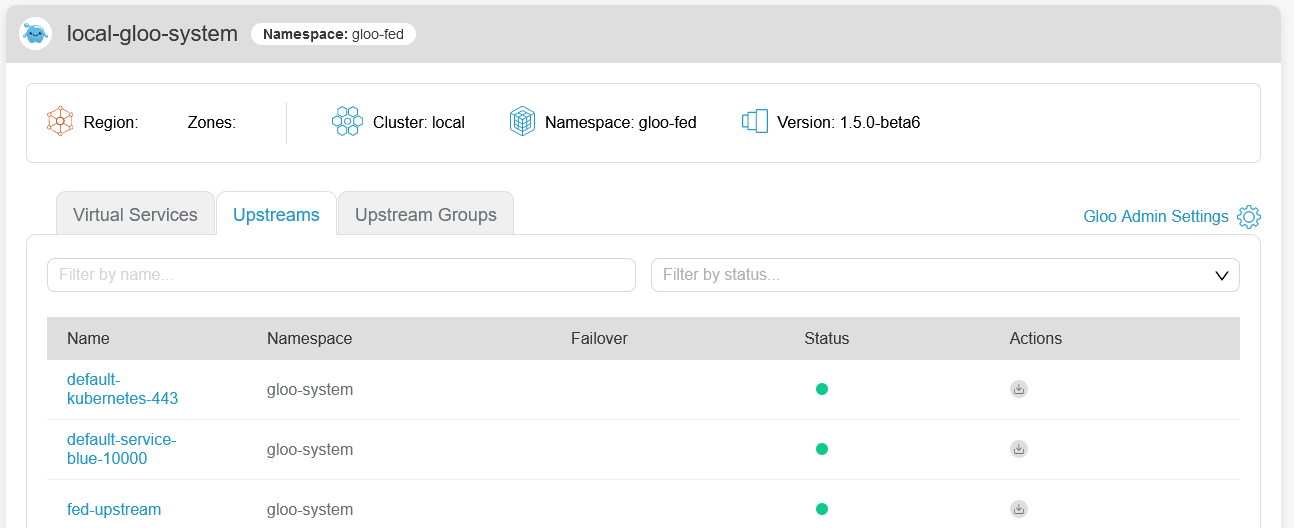 local-gloo-system Namespace: gloo-fed
Region: Zones: Cluster: local Namespace: gloo-fed Version: 1.5.0-beta6
Virtual Services Upstreams Upstream Groups Gloo Admin Settings
Filter by name... Filter by status...
Name Namespace Failover Status Actions
default-
kubernetes-443 gloo-system
default-service-
blue-10000 gloo-system
fed-upstream gloo-system